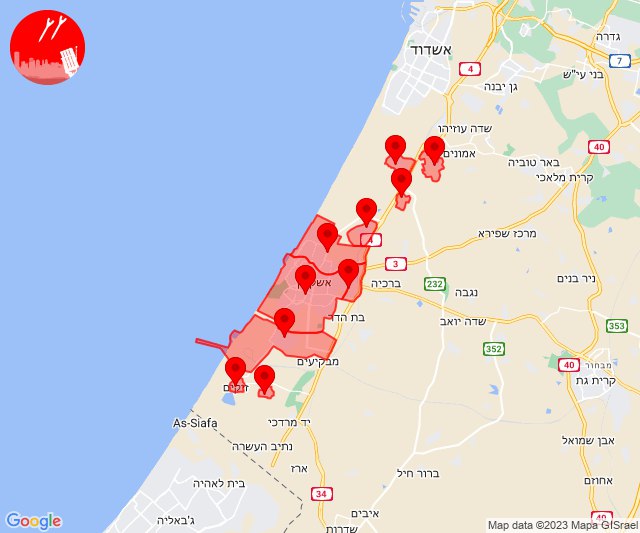 גדרה
אשדוד
7
4
בני עי"ש
גן יבנה
שדה עוזיהו
40
אמונים
באר טוביה
קרית מלאכי
מרכז שפירא
4
3
ניר בנים
ברכיה
232
נגבה
בת הדר
שדה יואב
353
352
מבקיעים
40
מבחור
קרית גת
As-Siafa
יד מרדכי
אבן שמואל
נתיב העשרה
ארז
ברור חיל
אחוזם
בית לאהיה
34
איבים
ג'באליה
שדרות
40
Google
Map data ©2023 Mapa GISrael